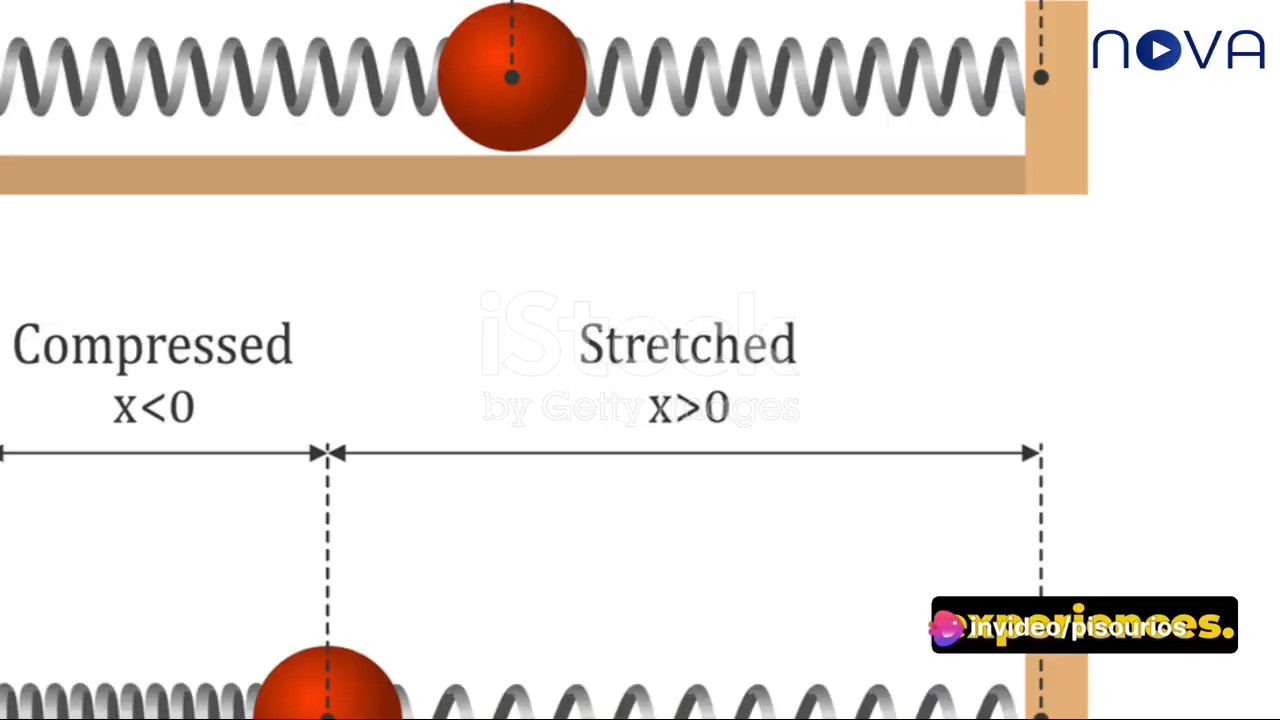 NOVA
Compressed
Stretched
x<0
x>0
iStock
by Getty Images
experiences.
invideo/pisourios